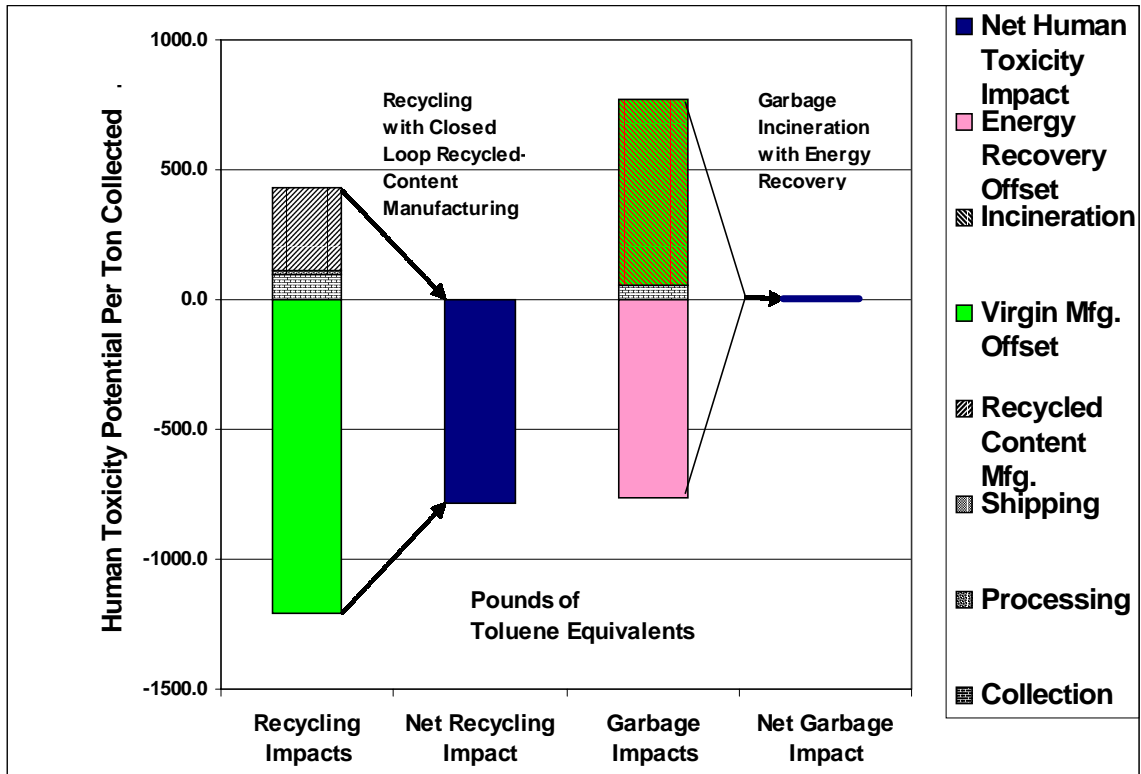 Human Toxicity Potential Per Ton Collected .
1000.0
500.0
0.0
-500.0
-1000.0
-1500.0
Recycling
with Closed
Loop Recycled-
Content
Manufacturing
Garbage
Incineration
with Energy
Recovery
Pounds of
Toluene Equivalents
Recycling
Impacts
Net Recycling
Impact
Garbage
Impacts
Net Garbage
Impact
Net Human
Toxicity
Impact
Energy
Recovery
Offset
Incineration
Virgin Mfg.
Offset
Recycled
Content
Mfg.
Shipping
Processing
Collection